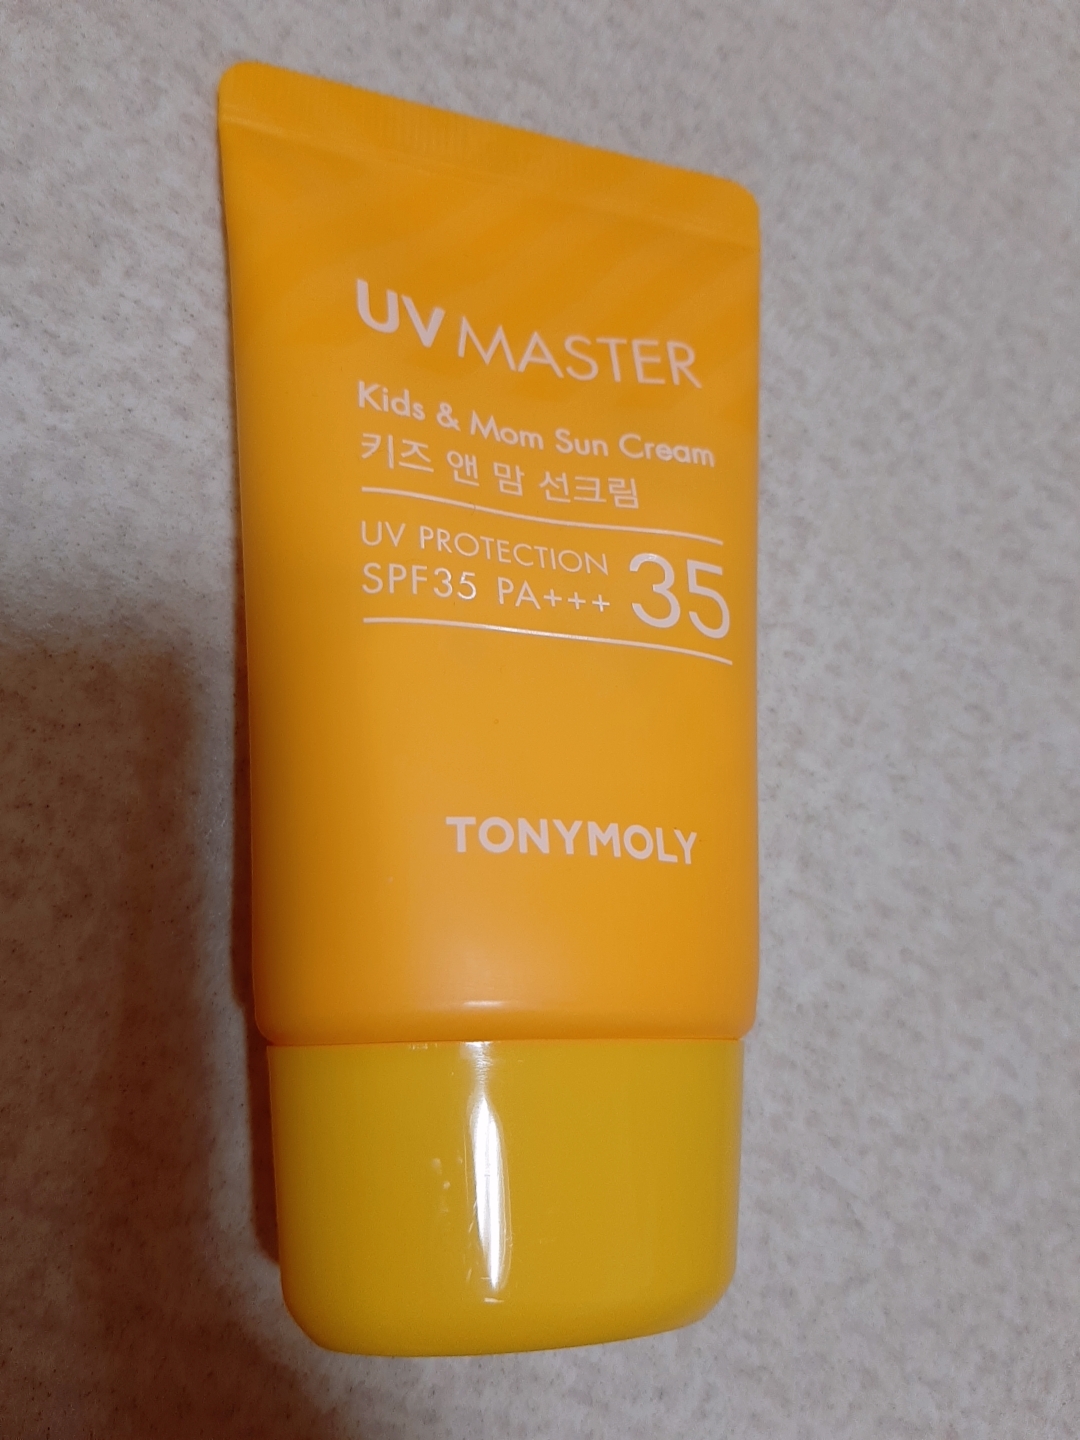 UV MASTER
Kids & Mom Sun Cream
키즈 앤 맘 선크림
UV PROTECTION
SPF35 PA+++ 35
TONYMOLY